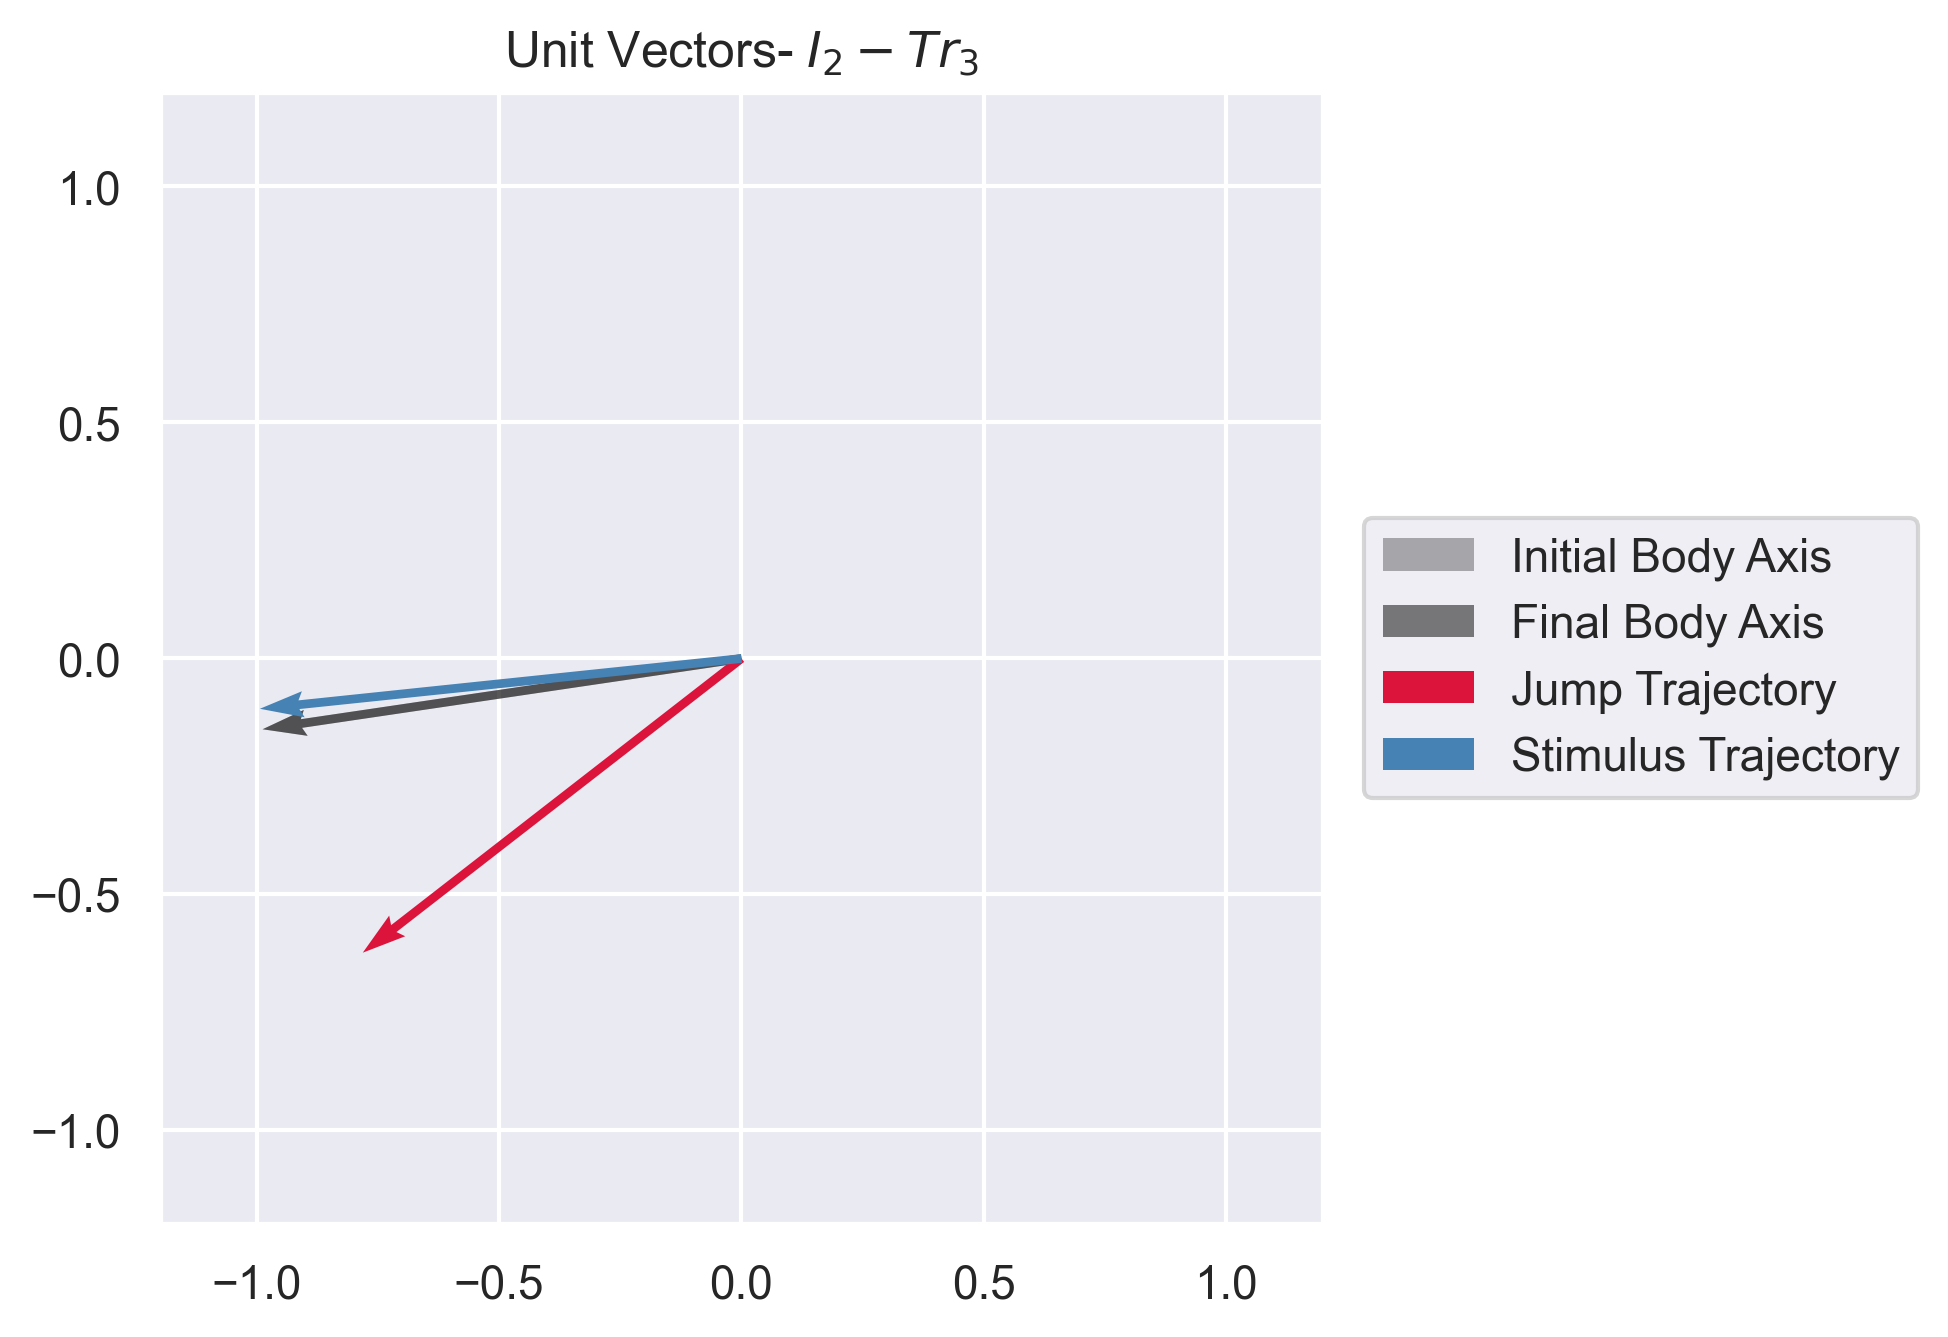 Unit Vectors- I₂ − Tr₃
1.0
0.5
0.0
−0.5
−1.0
−1.0 −0.5 0.0 0.5 1.0
Initial Body Axis
Final Body Axis
Jump Trajectory
Stimulus Trajectory